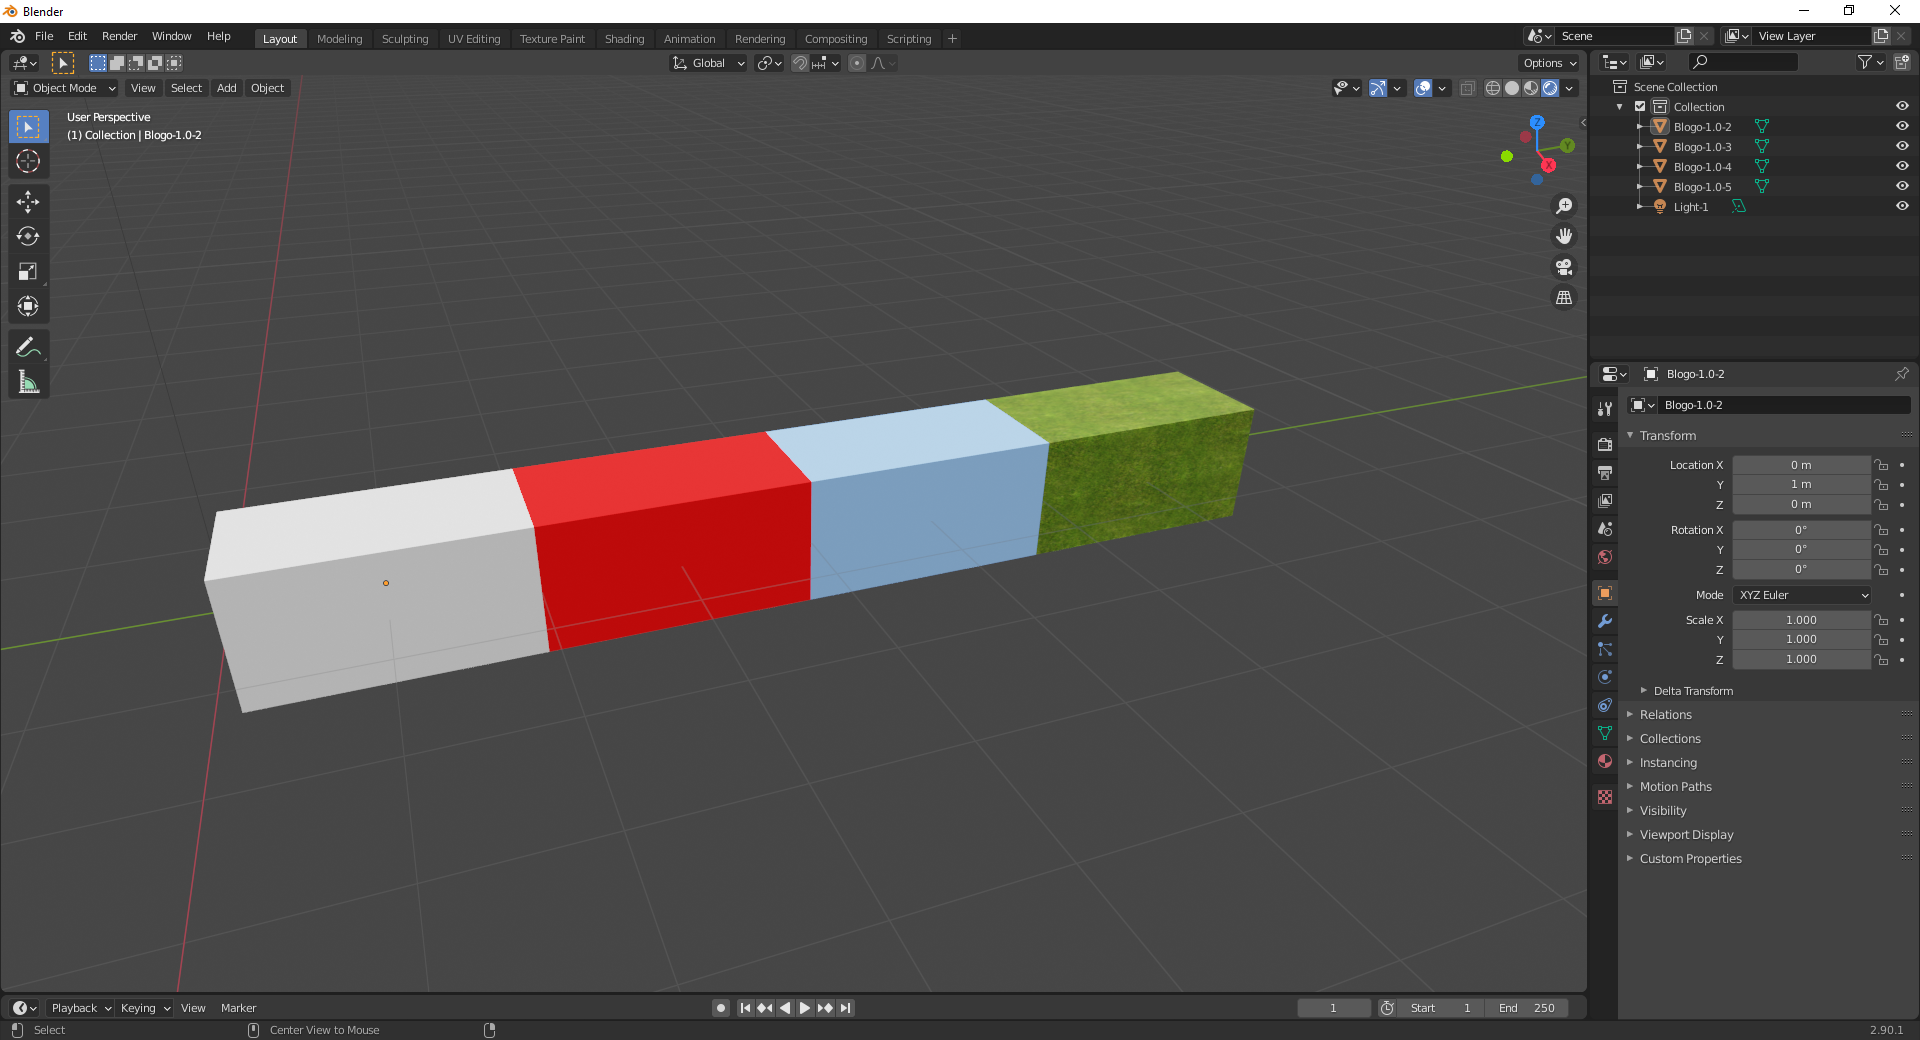 Blender
File Edit Render Window Help
Layout Modeling Sculpting UV Editing Texture Paint Shading Animation Rendering Compositing Scripting +
Scene
View Layer
Global
Options
Object Mode View Select Add Object
User Perspective
(1) Collection | Blogo-1.0-2
Z
Y
X
Scene Collection
Collection
Blogo-1.0-2
Blogo-1.0-3
Blogo-1.0-4
Blogo-1.0-5
Light-1
Blogo-1.0-2
Blogo-1.0-2
Transform
Location X 0 m
Y 1 m
Z 0 m
Rotation X 0°
Y 0°
Z 0°
Mode XYZ Euler
Scale X 1.000
Y 1.000
Z 1.000
Delta Transform
Relations
Collections
Instancing
Motion Paths
Visibility
Viewport Display
Custom Properties
Playback Keying View Marker
1
Start 1 End 250
Select
Center View to Mouse
2.90.1